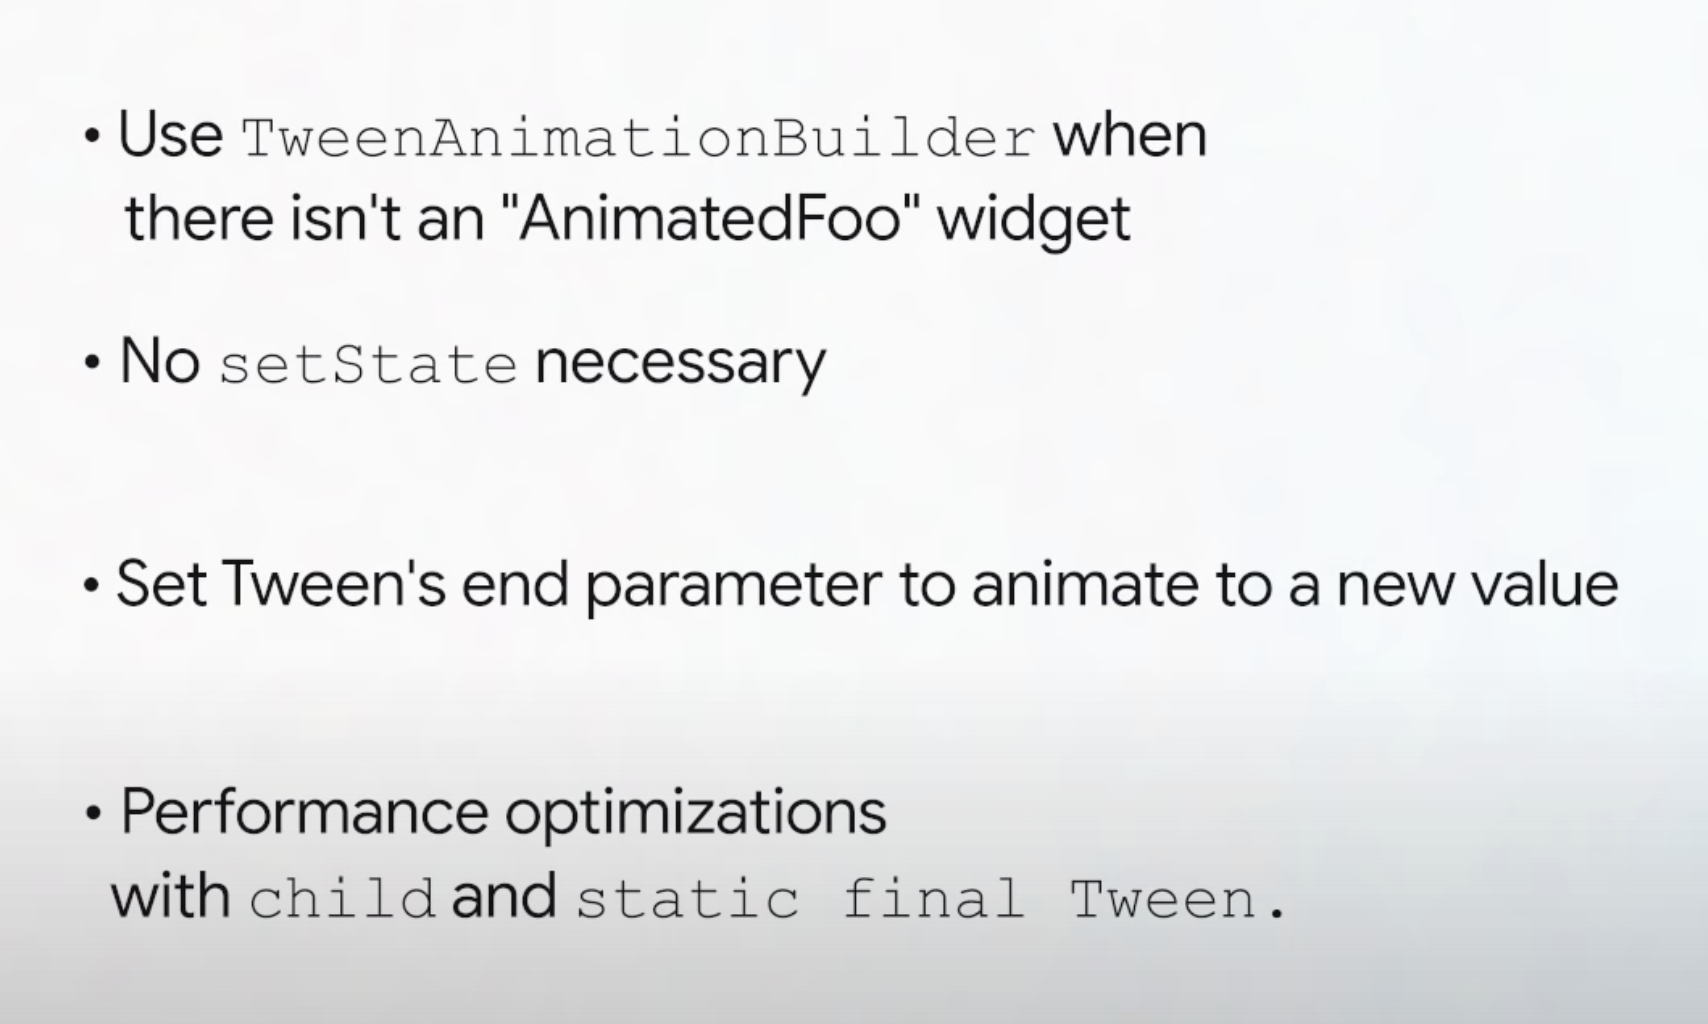 • Use TweenAnimationBuilder when
there isn't an "AnimatedFoo" widget
• No setState necessary
• Set Tween's end parameter to animate to a new value
• Performance optimizations
with child and static final Tween.